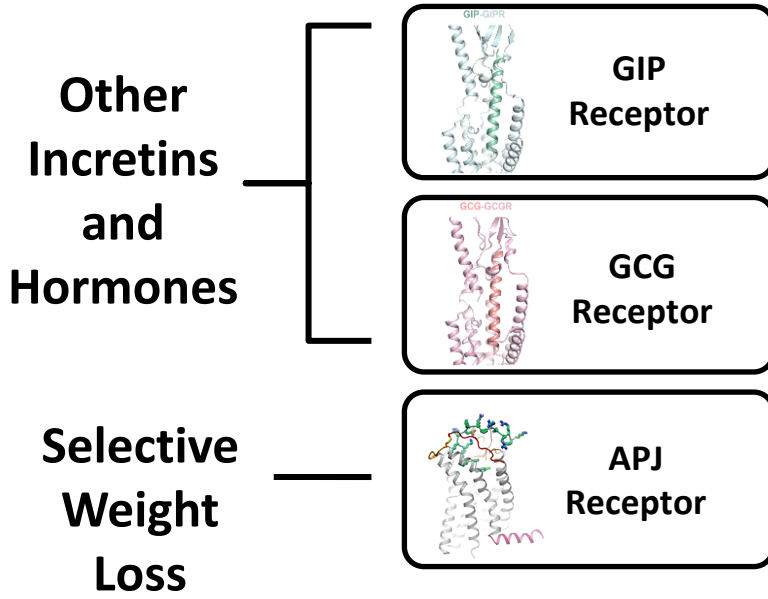 Other
Incretins
and
Hormones
GIP-GIPR
GIP
Receptor
GCG-GCGR
GCG
Receptor
Selective
Weight
Loss
APJ
Receptor